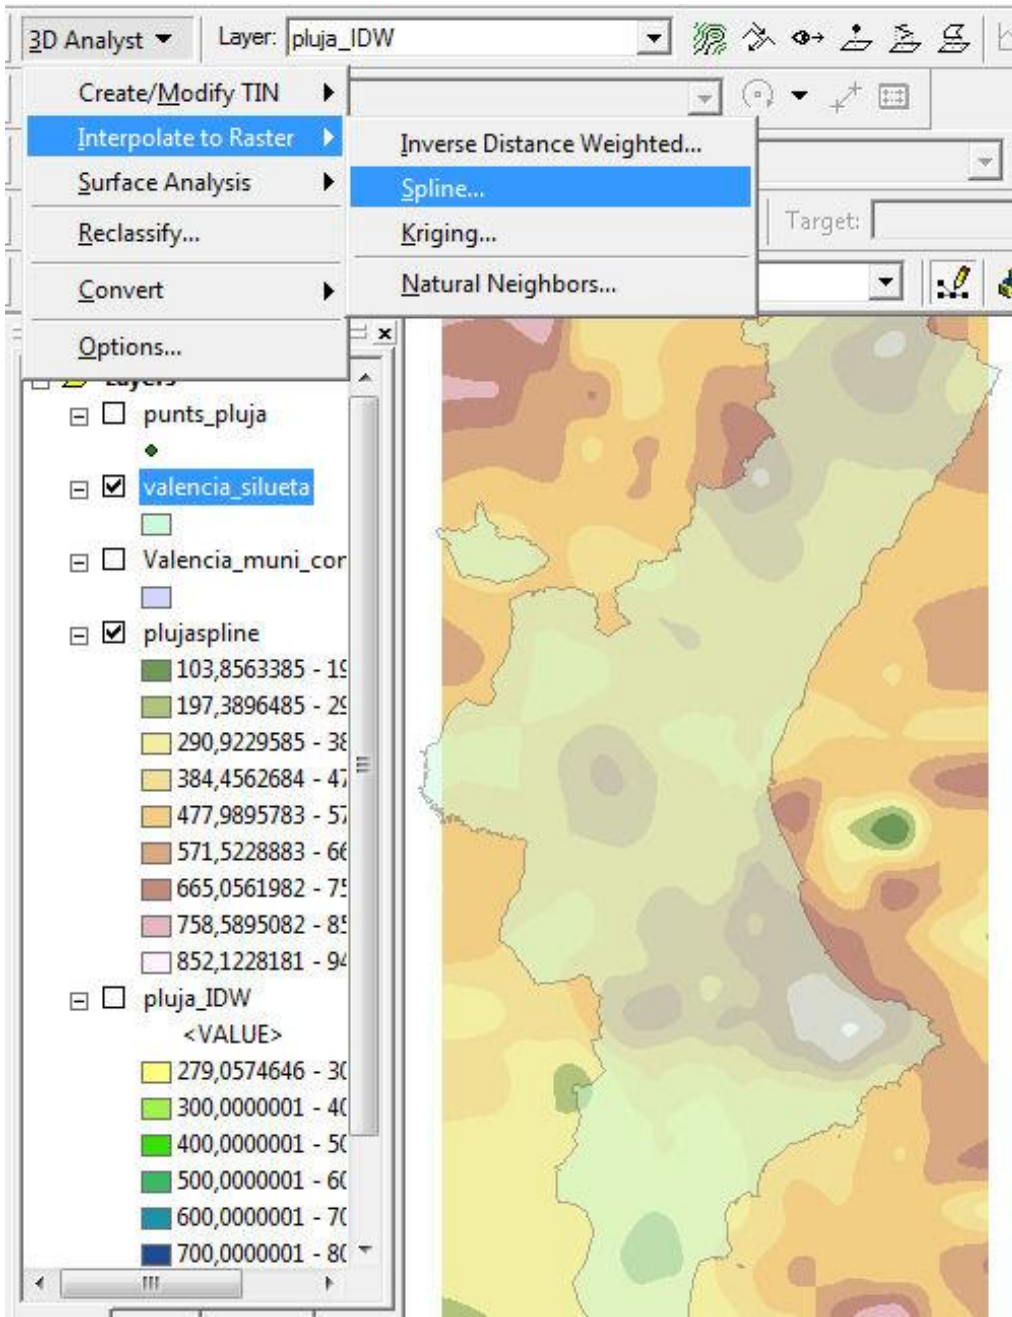 3D Analyst
Layer: pluja_IDW
Create/Modify TIN
Interpolate to Raster
Surface Analysis
Reclassify...
Convert
Options...
Inverse Distance Weighted...
Spline...
Kriging...
Natural Neighbors...
Target:
Layers
punts_pluja
valencia_silueta
Valencia_muni_cor
plujaspline
103,8563385 - 19
197,3896485 - 29
290,9229585 - 38
384,4562684 - 47
477,9895783 - 57
571,5228883 - 66
665,0561982 - 75
758,5895082 - 85
852,1228181 - 94
pluja_IDW
<VALUE>
279,0574646 - 30
300,0000001 - 40
400,0000001 - 50
500,0000001 - 60
600,0000001 - 70
700,0000001 - 80